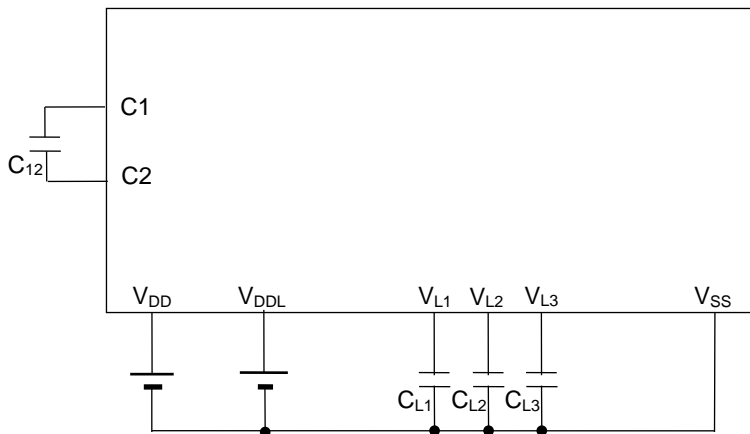 C1
C12
C2
VDD VDDL VL1 VL2 VL3 VSS
CL1 CL2 CL3